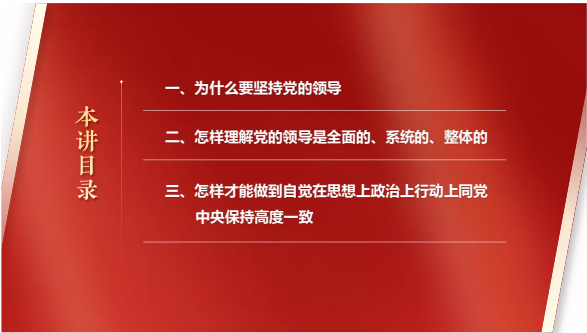 本讲目录
一、为什么要坚持党的领导
二、怎样理解党的领导是全面的、系统的、整体的
三、怎样才能做到自觉在思想上政治上行动上同党
中央保持高度一致